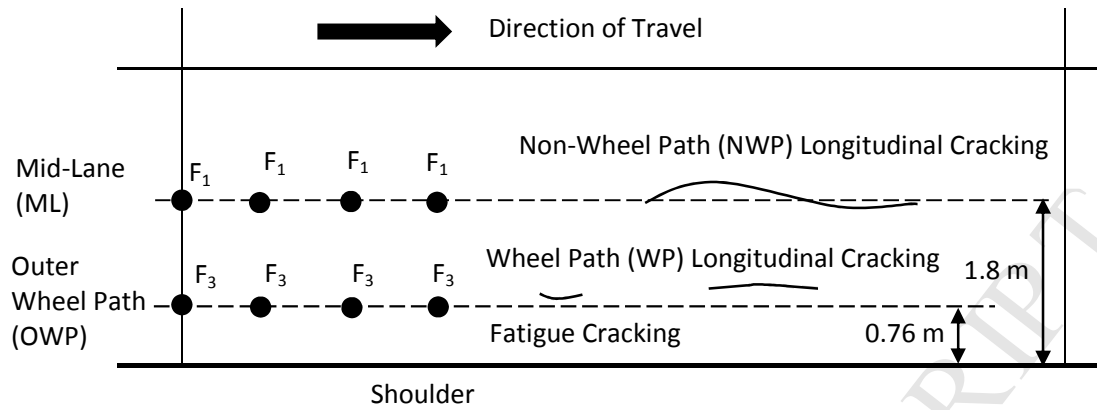 Direction of Travel
Non-Wheel Path (NWP) Longitudinal Cracking
Mid-Lane
(ML)
F1
F1
F1
F1
Outer
Wheel Path
(OWP)
F3
F3
F3
F3
Wheel Path (WP) Longitudinal Cracking
1.8 m
Fatigue Cracking
0.76 m
Shoulder
RIPT